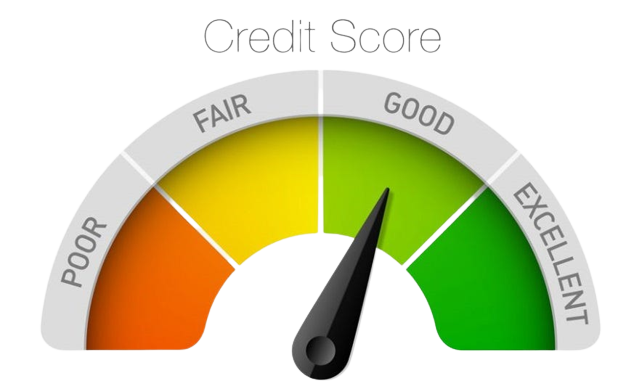 Credit Score
POOR
FAIR
GOOD
EXCELLENT